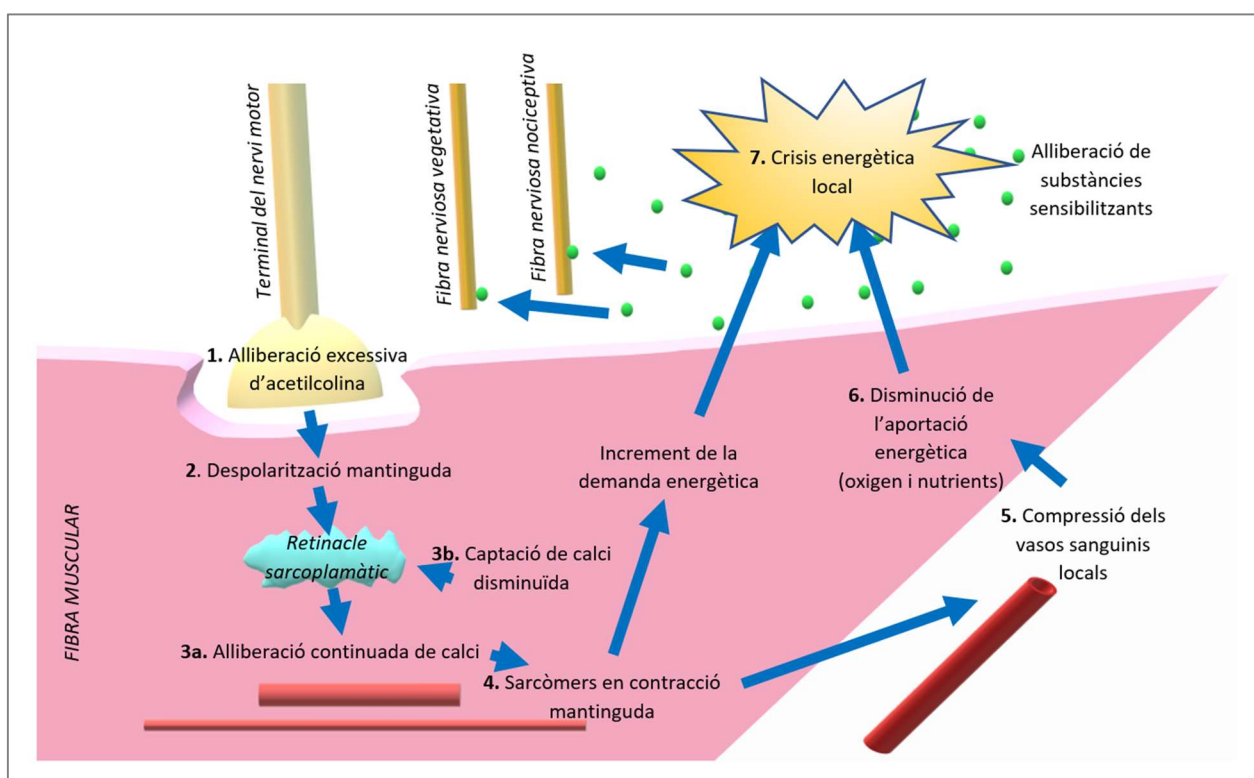 Terminal del nervi motor
Fibra nerviosa vegetativa
Fibra nerviosa nociceptiva
7. Crisis energètica
local
Alliberació de
substàncies
sensibilitzants
1. Alliberació excessiva
d'acetilcolina
2. Despolarització mantinguda
Retinacle
sarcoplamàtic
3b. Captació de calci
disminuïda
3a. Alliberació continuada de calci
4. Sarcòmers en contracció
mantinguda
Increment de la
demanda energètica
6. Disminució de
l'aportació
energètica
(oxigen i nutrients)
5. Compressió dels
vasos sanguinis
locals
FIBRA MUSCULAR